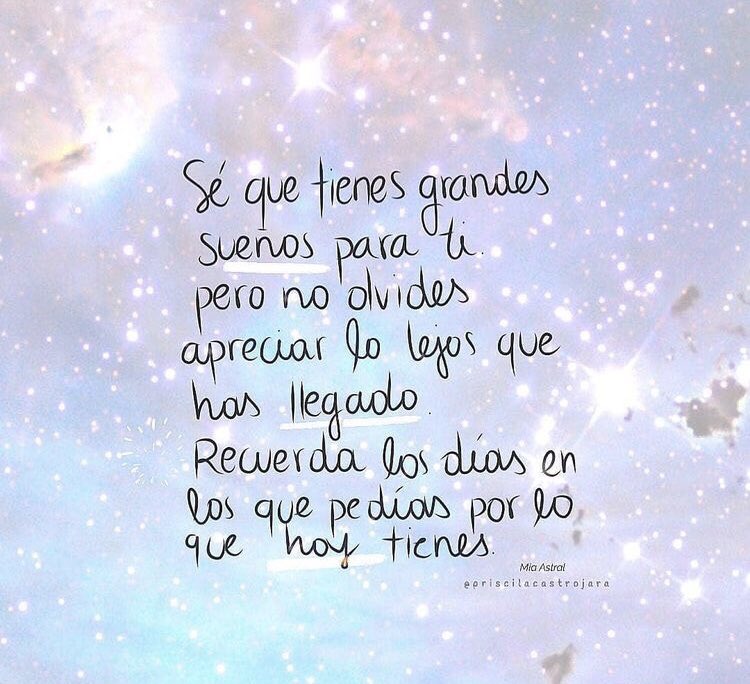 Sé que tienes grandes
sueños para ti.
pero no olvides
apreciar lo lejos que
has llegado.
Recuerda los días en
los que pedías por lo
que hoy tienes.
Mia Astral
@priscilacastrojara